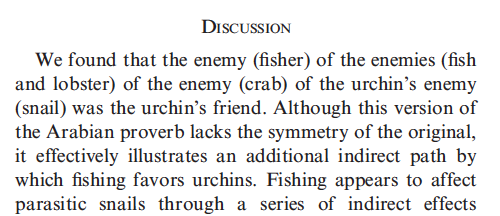 DISCUSSION
We found that the enemy (fisher) of the enemies (fish
and lobster) of the enemy (crab) of the urchin's enemy
(snail) was the urchin's friend. Although this version of
the Arabian proverb lacks the symmetry of the original,
it effectively illustrates an additional indirect path by
which fishing favors urchins. Fishing appears to affect
parasitic snails through a series of indirect effects